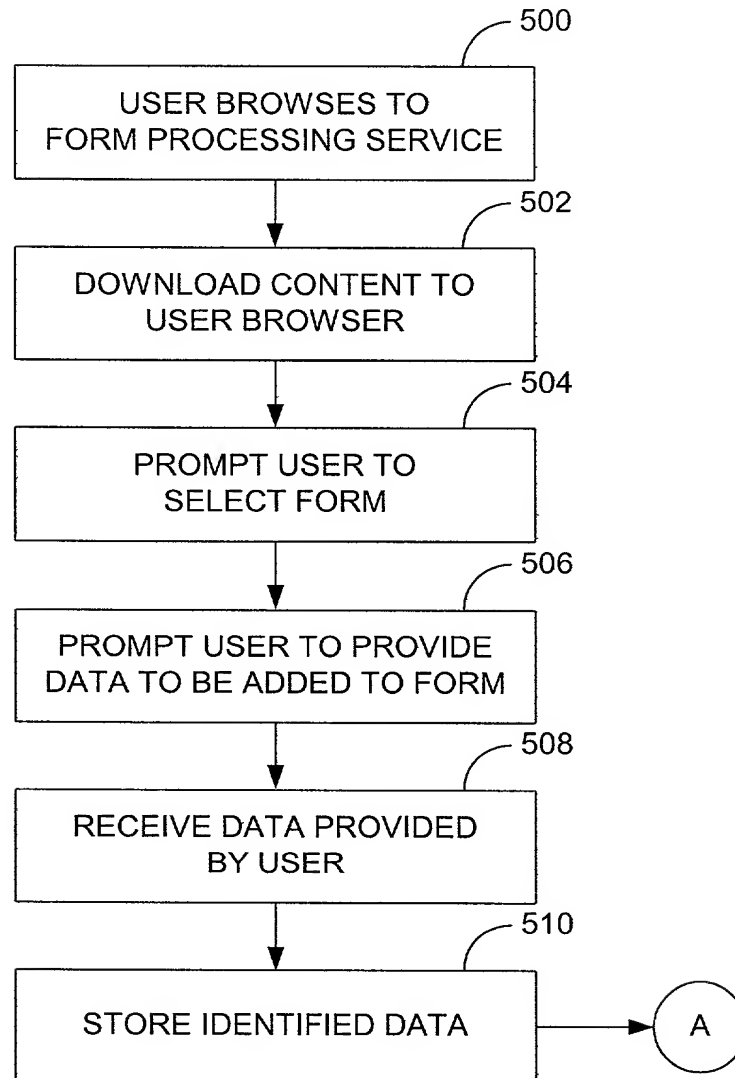 500
USER BROWSES TO
FORM PROCESSING SERVICE
502
DOWNLOAD CONTENT TO
USER BROWSER
504
PROMPT USER TO
SELECT FORM
506
PROMPT USER TO PROVIDE
DATA TO BE ADDED TO FORM
508
RECEIVE DATA PROVIDED
BY USER
510
STORE IDENTIFIED DATA
A